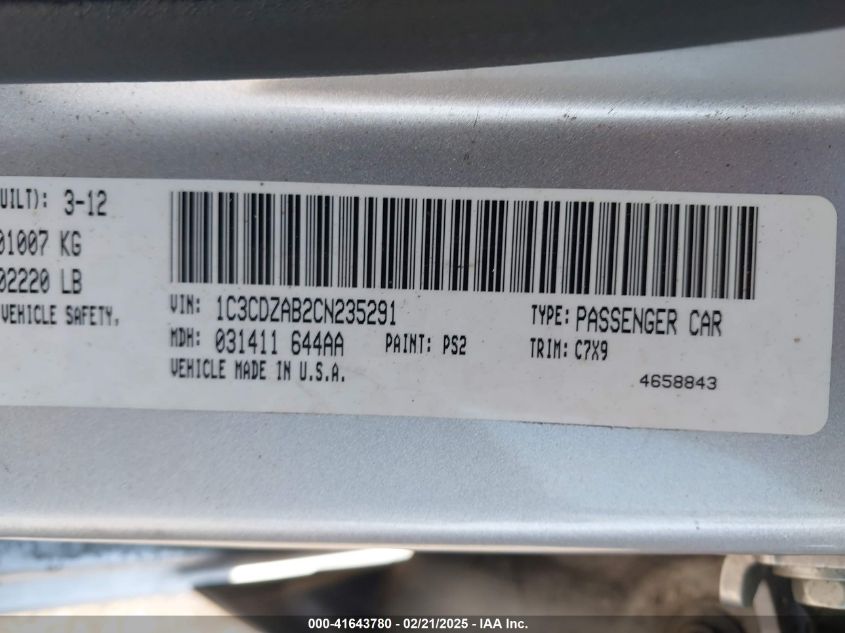 UILT): 3-12
01007 KG
02220 LB
VEHICLE SAFETY.
VIN: 1C3CDZAB2CN235291
TYPE: PASSENGER CAR
MDH: 031411 644AA PAINT: PS2
TRIM: C7X9
VEHICLE MADE IN U.S.A.
4658843
000-41643780 - 02/21/2025 - IAA Inc.